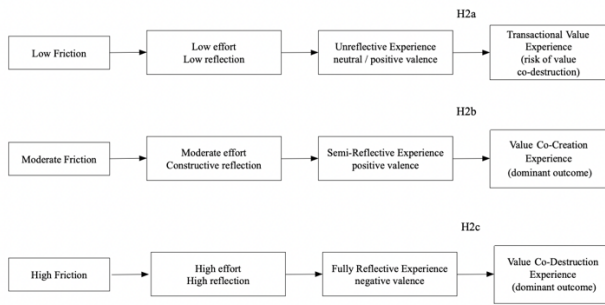 H2a
Low Friction
Low effort
Low reflection
Unreflective Experience
neutral / positive valence
Transactional Value
Experience
(risk of value
co-destruction)
H2b
Moderate Friction
Moderate effort
Constructive reflection
Semi-Reflective Experience
positive valence
Value Co-Creation
Experience
(dominant outcome)
H2c
High Friction
High effort
High reflection
Fully Reflective Experience
negative valence
Value Co-Destruction
Experience
(dominant outcome)